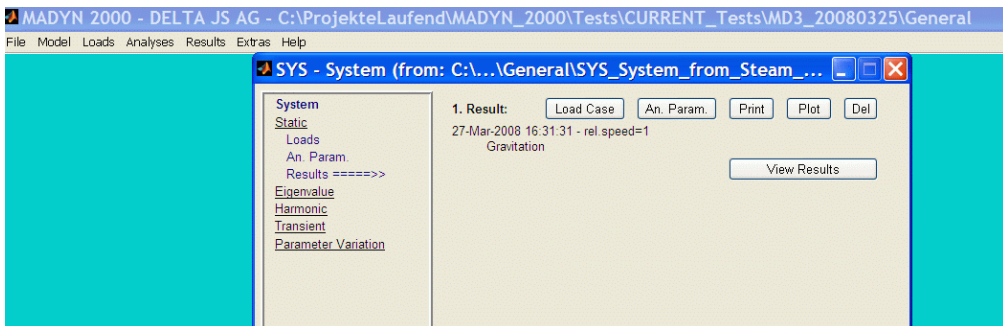 MADYN 2000 - DELTA JS AG - C:\ProjekteLaufend\MADYN_2000\Tests\CURRENT_Tests\MD3_20080325\General
File Model Loads Analyses Results Extras Help
SYS - System (from: C:\...\General\SYS_System_from_Steam_...
System
Static
Loads
An. Param.
Results =====>>
Eigenvalue
Harmonic
Transient
Parameter Variation
1. Result: Load Case An. Param. Print Plot Del
27-Mar-2008 16:31:31 - rel.speed=1
Gravitation
View Results